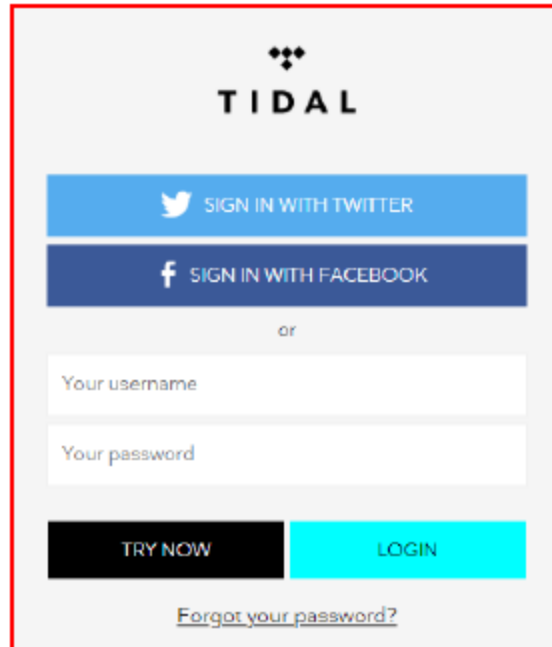 TIDAL
SIGN IN WITH TWITTER
SIGN IN WITH FACEBOOK
or
Your username
Your password
TRY NOW LOGIN
Forgot your password?